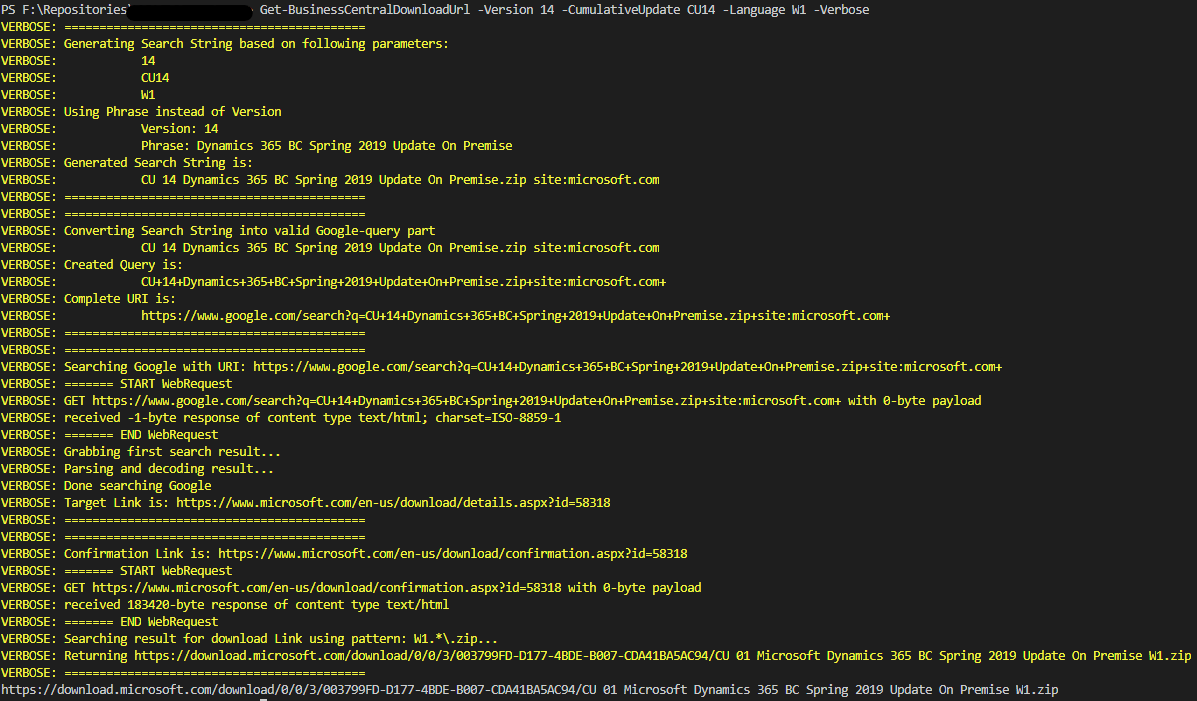 PS F:\Repositories\ Get-BusinessCentralDownloadUrl -Version 14 -CumulativeUpdate CU14 -Language W1 -Verbose
VERBOSE: ===========================================
VERBOSE: Generating Search String based on following parameters:
VERBOSE: 14
VERBOSE: CU14
VERBOSE: W1
VERBOSE: Using Phrase instead of Version
VERBOSE: Version: 14
VERBOSE: Phrase: Dynamics 365 BC Spring 2019 Update On Premise
VERBOSE: Generated Search String is:
VERBOSE: CU 14 Dynamics 365 BC Spring 2019 Update On Premise.zip site:microsoft.com
VERBOSE: ===========================================
VERBOSE: ===========================================
VERBOSE: Converting Search String into valid Google-query part
VERBOSE: CU 14 Dynamics 365 BC Spring 2019 Update On Premise.zip site:microsoft.com
VERBOSE: Created Query is:
VERBOSE: CU+14+Dynamics+365+BC+Spring+2019+Update+On+Premise.zip+site:microsoft.com+
VERBOSE: Complete URI is:
VERBOSE: https://www.google.com/search?q=CU+14+Dynamics+365+BC+Spring+2019+Update+On+Premise.zip+site:microsoft.com+
VERBOSE: ===========================================
VERBOSE: ===========================================
VERBOSE: Searching Google with URI: https://www.google.com/search?q=CU+14+Dynamics+365+BC+Spring+2019+Update+On+Premise.zip+site:microsoft.com+
VERBOSE: ======= START WebRequest
VERBOSE: GET https://www.google.com/search?q=CU+14+Dynamics+365+BC+Spring+2019+Update+On+Premise.zip+site:microsoft.com+ with 0-byte payload
VERBOSE: received -1-byte response of content type text/html; charset=ISO-8859-1
VERBOSE: ======= END WebRequest
VERBOSE: Grabbing first search result...
VERBOSE: Parsing and decoding result...
VERBOSE: Done searching Google
VERBOSE: Target Link is: https://www.microsoft.com/en-us/download/details.aspx?id=58318
VERBOSE: ===========================================
VERBOSE: ===========================================
VERBOSE: Confirmation Link is: https://www.microsoft.com/en-us/download/confirmation.aspx?id=58318
VERBOSE: ======= START WebRequest
VERBOSE: GET https://www.microsoft.com/en-us/download/confirmation.aspx?id=58318 with 0-byte payload
VERBOSE: received 183420-byte response of content type text/html
VERBOSE: ======= END WebRequest
VERBOSE: Searching result for download Link using pattern: W1.*\.zip...
VERBOSE: Returning https://download.microsoft.com/download/0/0/3/003799FD-D177-4BDE-B007-CDA41BA5AC94/CU 01 Microsoft Dynamics 365 BC Spring 2019 Update On Premise W1.zip
VERBOSE: ===========================================
https://download.microsoft.com/download/0/0/3/003799FD-D177-4BDE-B007-CDA41BA5AC94/CU 01 Microsoft Dynamics 365 BC Spring 2019 Update On Premise W1.zip